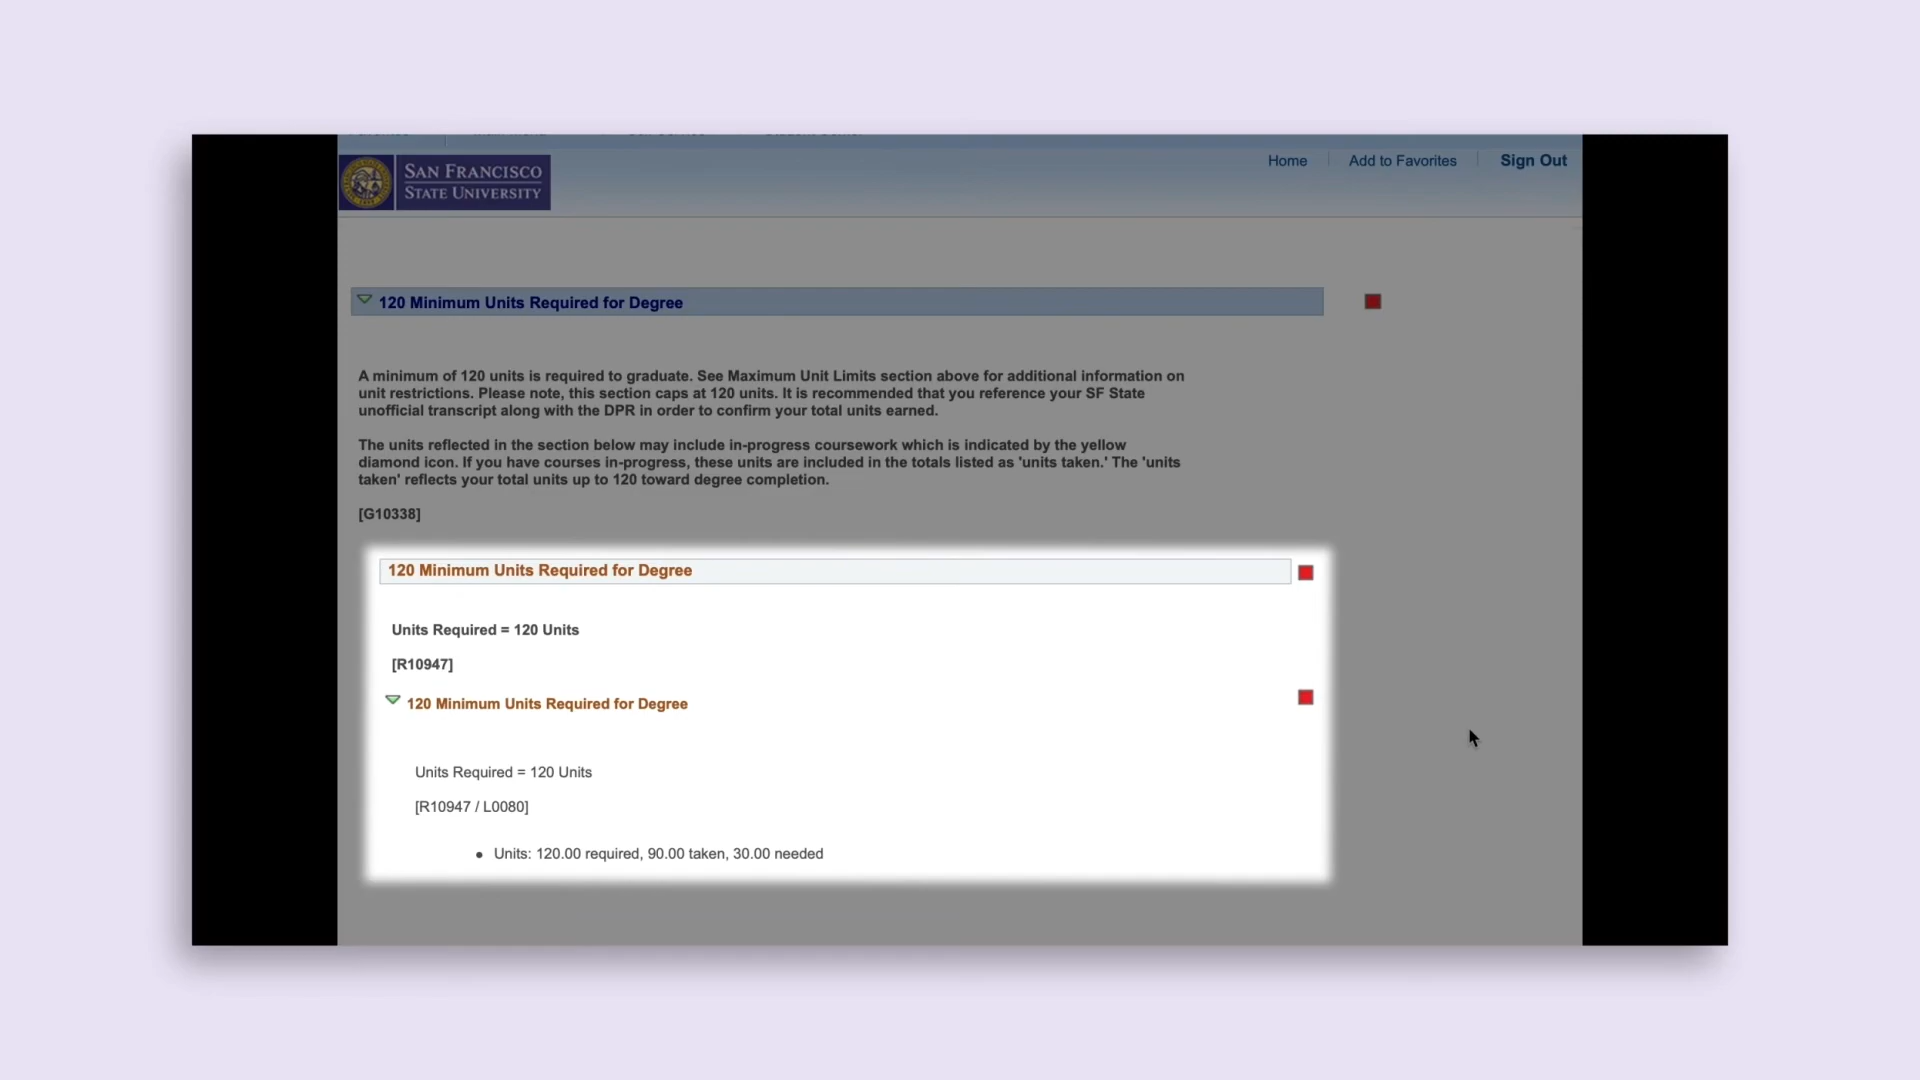 SAN FRANCISCO
STATE UNIVERSITY
Home
Add to Favorites
Sign Out
120 Minimum Units Required for Degree
A minimum of 120 units is required to graduate. See Maximum Unit Limits section above for additional information on
unit restrictions. Please note, this section caps at 120 units. It is recommended that you reference your SF State
unofficial transcript along with the DPR in order to confirm your total units earned.
The units reflected in the section below may include in-progress coursework which is indicated by the yellow
diamond icon. If you have courses in-progress, these units are included in the totals listed as 'units taken.' The 'units
taken' reflects your total units up to 120 toward degree completion.
[G10338]
120 Minimum Units Required for Degree
Units Required = 120 Units
[R10947]
120 Minimum Units Required for Degree
Units Required = 120 Units
[R10947 / L0080]
• Units: 120.00 required, 90.00 taken, 30.00 needed